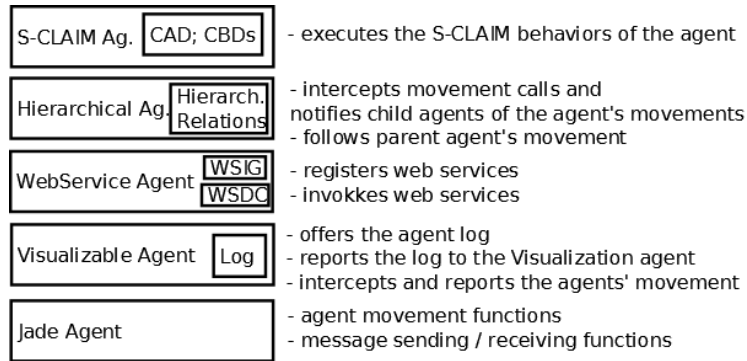 S-CLAIM Ag. CAD; CBDs - executes the S-CLAIM behaviors of the agent
Hierarchical Ag. Hierarch. Relations
- intercepts movement calls and
notifies child agents of the agent's movements
- follows parent agent's movement
WebService Agent WSIG
WSDC
- registers web services
- invokkes web services
Visualizable Agent Log
- offers the agent log
- reports the log to the Visualization agent
- intercepts and reports the agents' movement
Jade Agent
- agent movement functions
- message sending / receiving functions